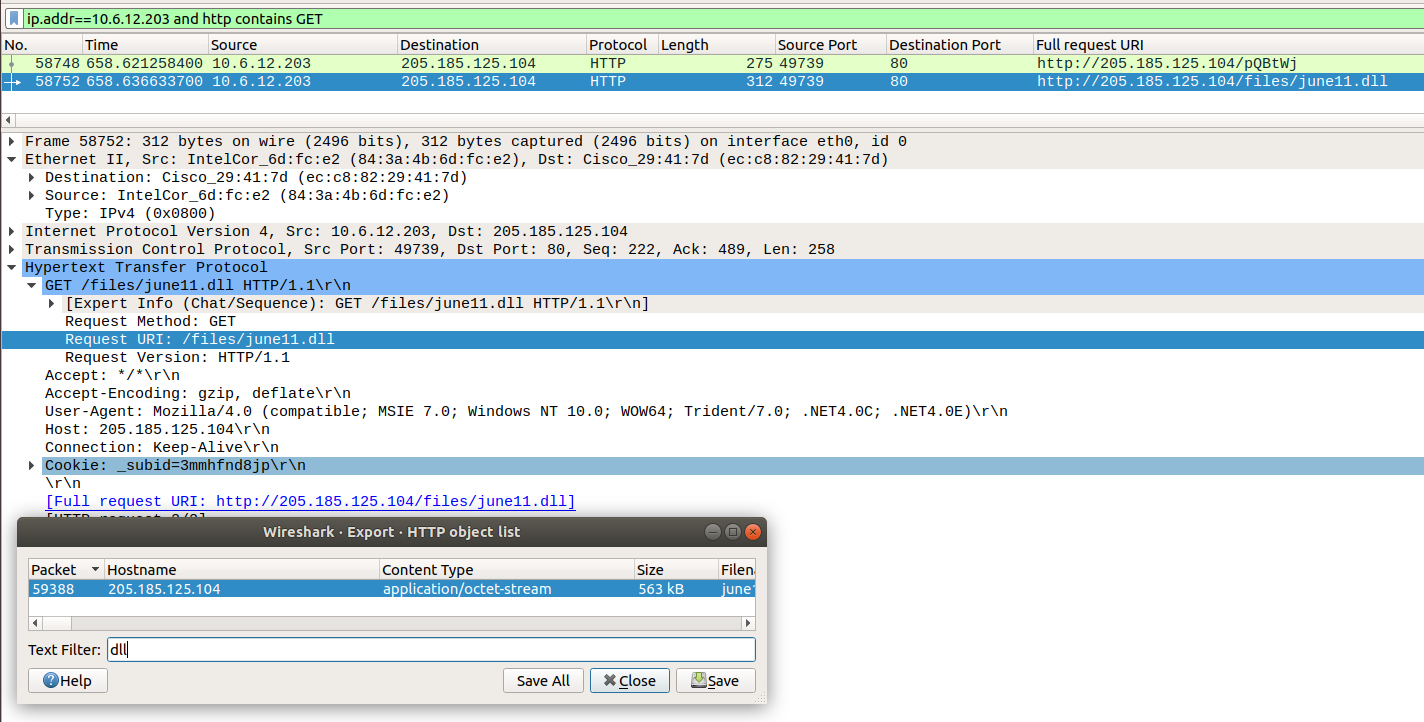 ip.addr==10.6.12.203 and http contains GET
No. Time Source Destination Protocol Length Source Port Destination Port Full request URI
58748 658.621258400 10.6.12.203 205.185.125.104 HTTP 275 49739 80 http://205.185.125.104/pQBtWj
58752 658.636633700 10.6.12.203 205.185.125.104 HTTP 312 49739 80 http://205.185.125.104/files/june11.dll
Frame 58752: 312 bytes on wire (2496 bits), 312 bytes captured (2496 bits) on interface eth0, id 0
Ethernet II, Src: IntelCor_6d:fc:e2 (84:3a:4b:6d:fc:e2), Dst: Cisco_29:41:7d (ec:c8:82:29:41:7d)
Destination: Cisco_29:41:7d (ec:c8:82:29:41:7d)
Source: IntelCor_6d:fc:e2 (84:3a:4b:6d:fc:e2)
Type: IPv4 (0x0800)
Internet Protocol Version 4, Src: 10.6.12.203, Dst: 205.185.125.104
Transmission Control Protocol, Src Port: 49739, Dst Port: 80, Seq: 222, Ack: 489, Len: 258
Hypertext Transfer Protocol
GET /files/june11.dll HTTP/1.1\r\n
[Expert Info (Chat/Sequence): GET /files/june11.dll HTTP/1.1\r\n]
Request Method: GET
Request URI: /files/june11.dll
Request Version: HTTP/1.1
Accept: */*\r\n
Accept-Encoding: gzip, deflate\r\n
User-Agent: Mozilla/4.0 (compatible; MSIE 7.0; Windows NT 10.0; WOW64; Trident/7.0; .NET4.0C; .NET4.0E)\r\n
Host: 205.185.125.104\r\n
Connection: Keep-Alive\r\n
Cookie: _subid=3mmhfnd8jp\r\n
\r\n
[Full request URI: http://205.185.125.104/files/june11.dll]
Wireshark · Export · HTTP object list
Packet Hostname Content Type Size Filen
59388 205.185.125.104 application/octet-stream 563 kB june1
Text Filter: dll
Help Save All Close Save